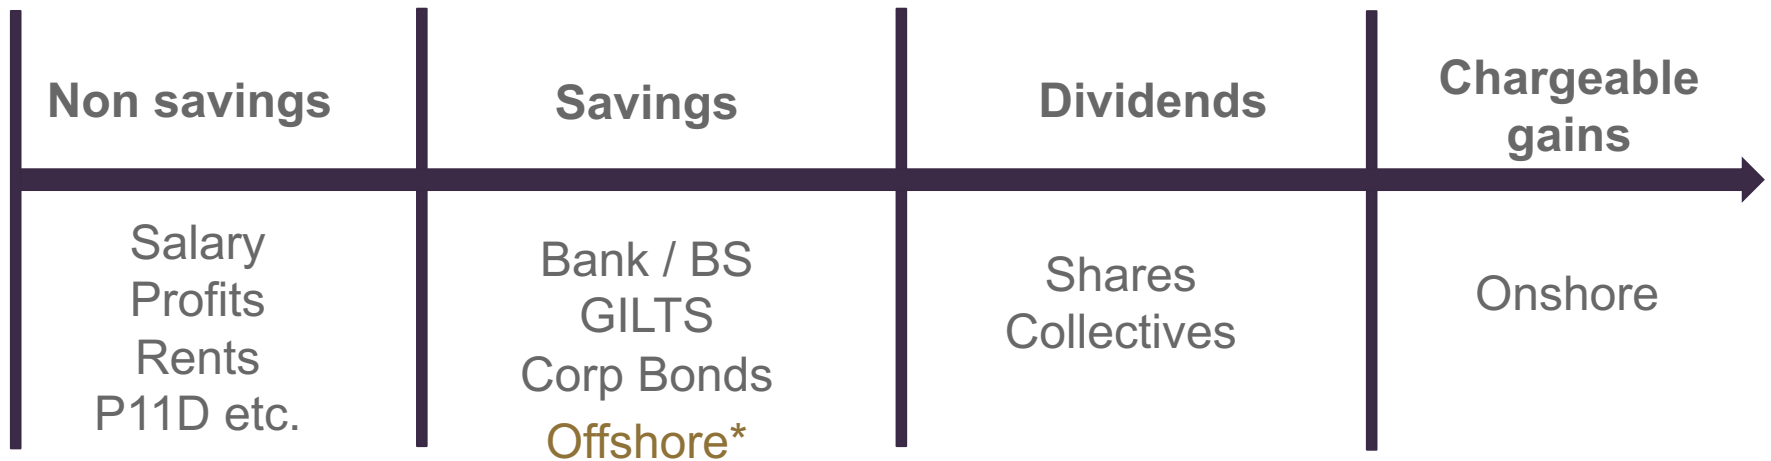 Non savings
Savings
Dividends
Chargeable
gains
Salary
Profits
Rents
P11D etc.
Bank / BS
GILTS
Corp Bonds
Offshore*
Shares
Collectives
Onshore